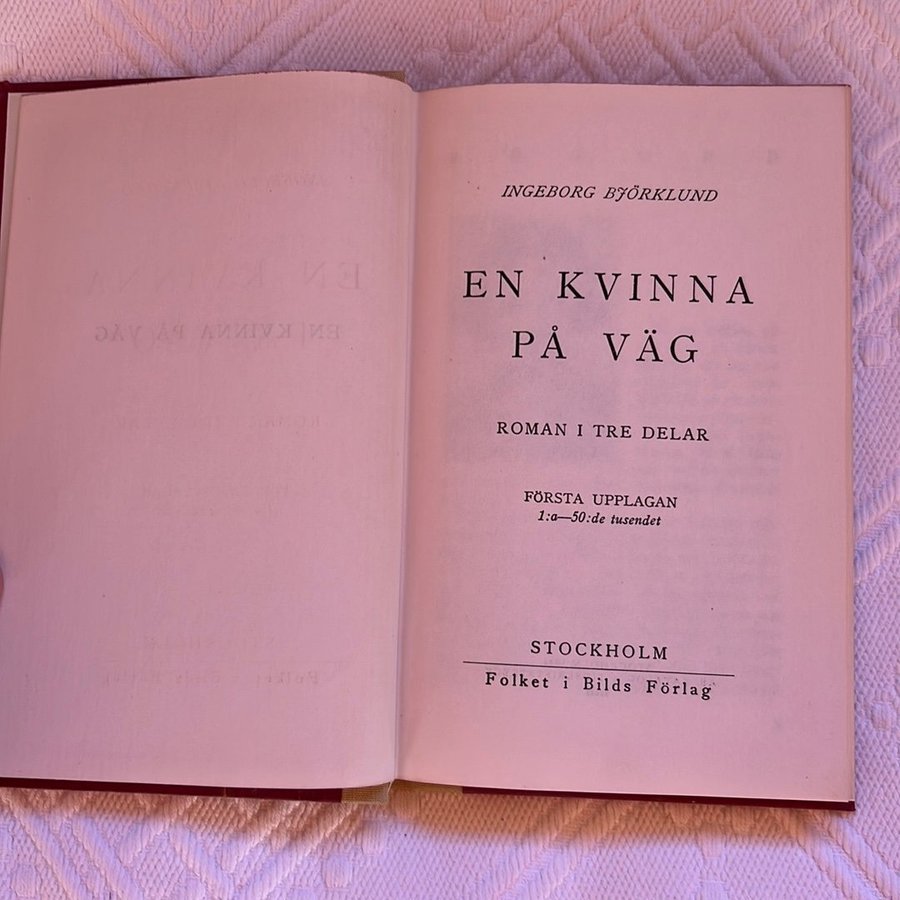 INGEBORG BJÖRKLUND
EN KVINNA
PÅ VÄG
ROMAN I TRE DELAR
FÖRSTA UPPLAGAN
1:a—50:de tusendet
STOCKHOLM
Folket i Bilds Förlag